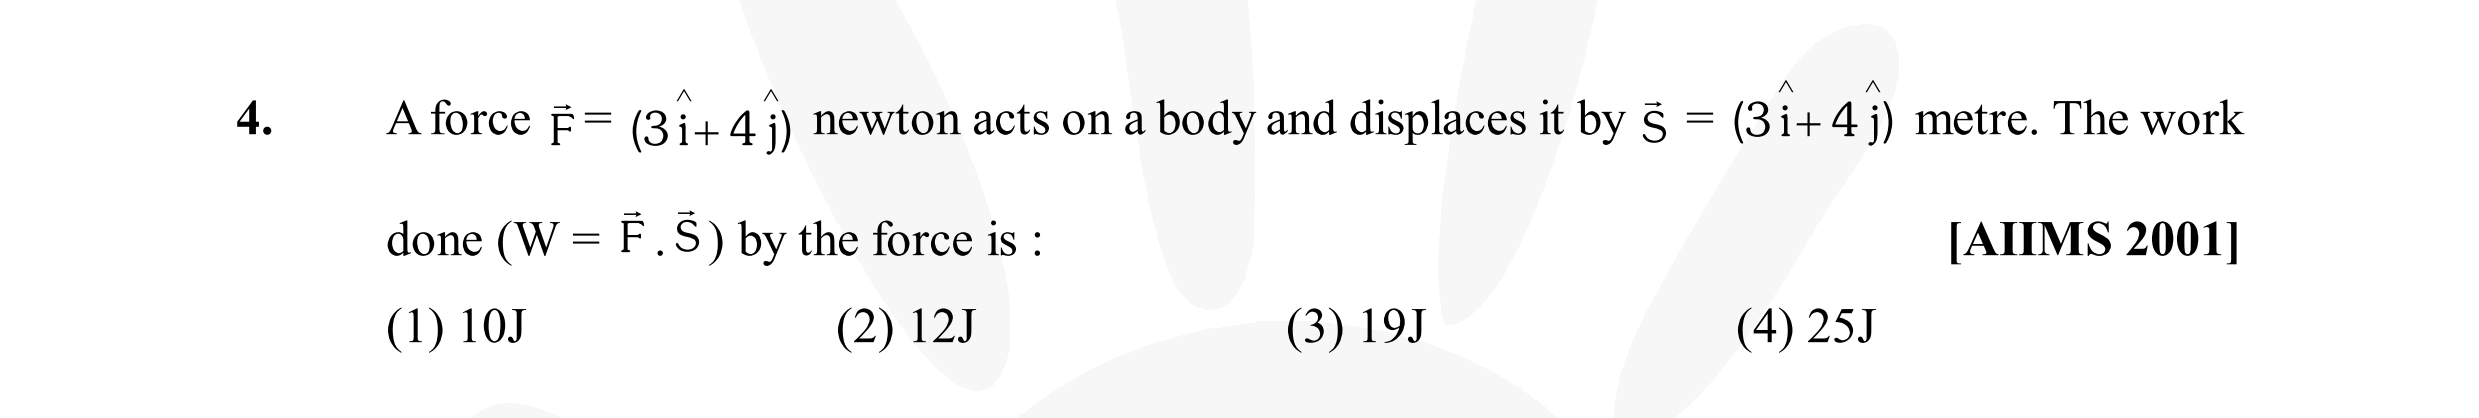 4. A force F⃗ = (3 î + 4 ĵ) newton acts on a body and displaces it by S⃗ = (3 î + 4 ĵ) metre. The work
done (W = F⃗ . S⃗ ) by the force is : [AIIMS 2001]
(1) 10J (2) 12J (3) 19J (4) 25J